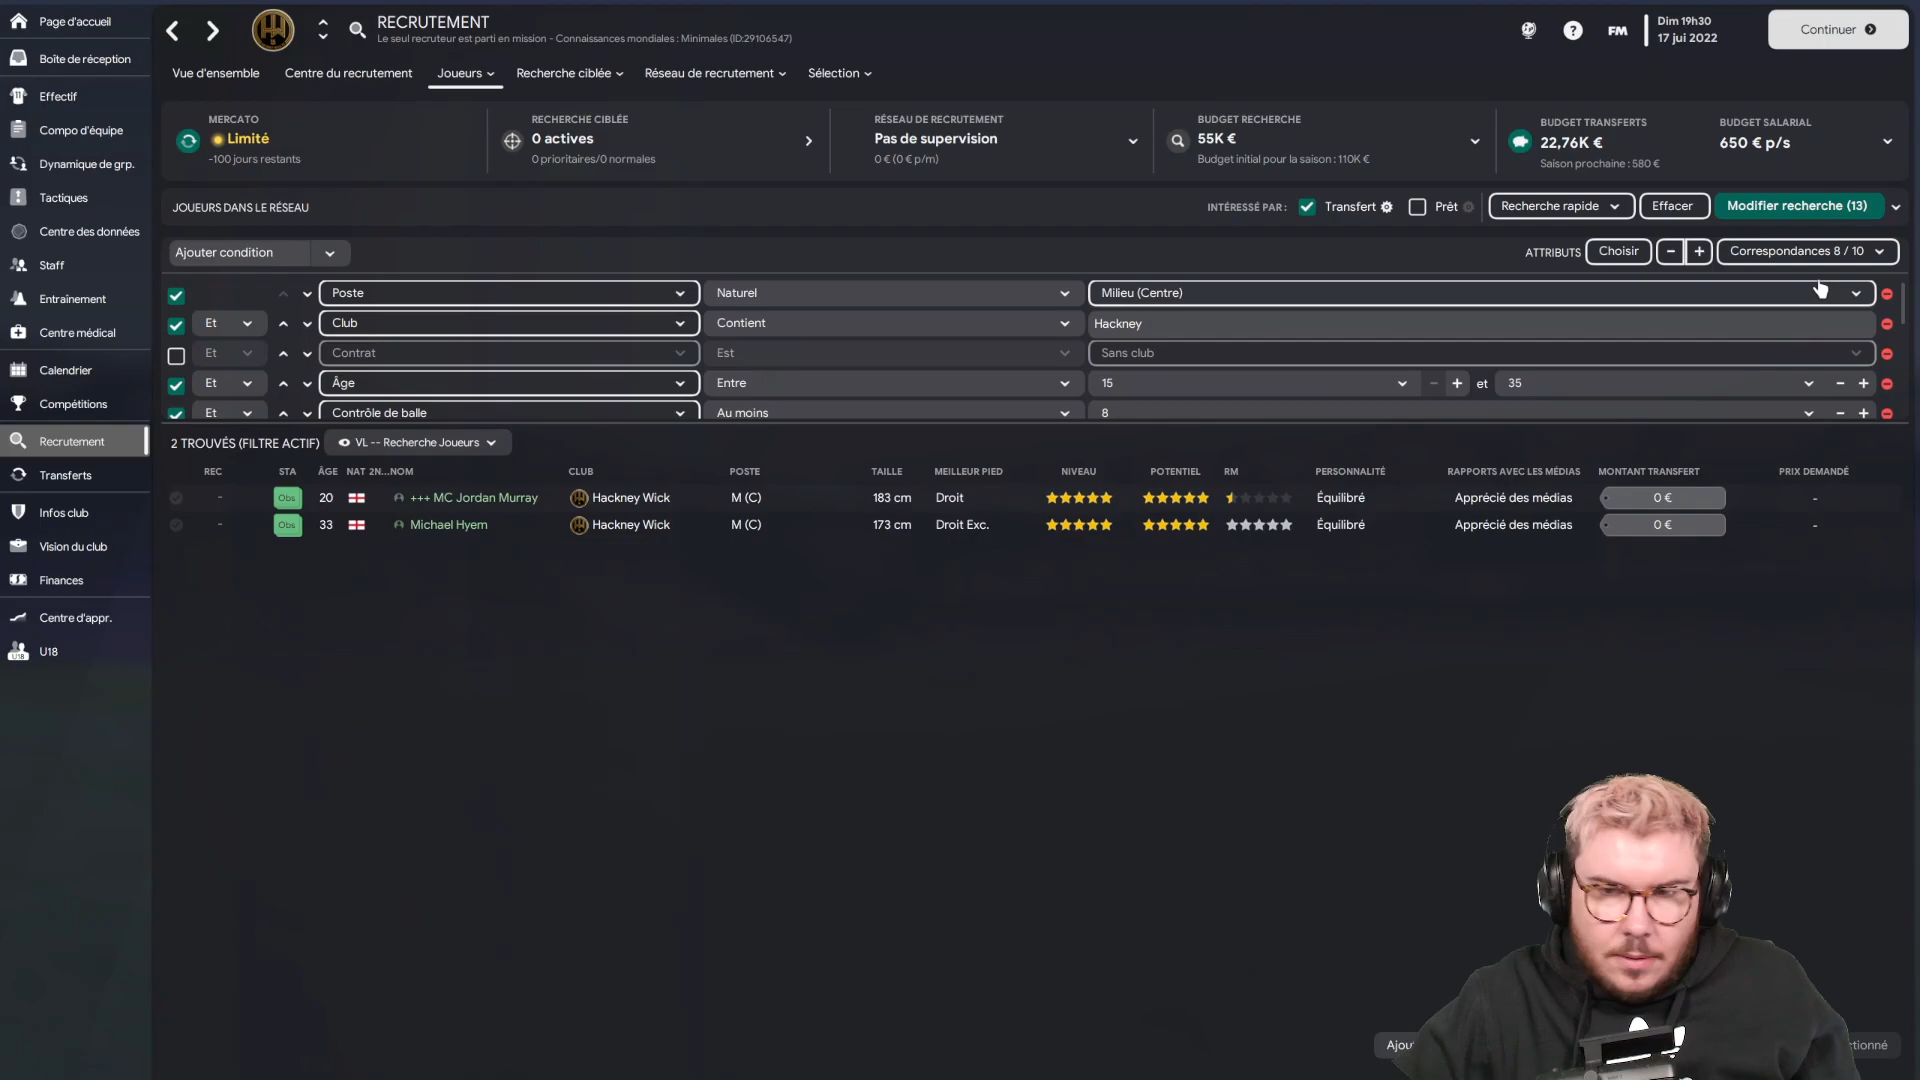 Page d'accueil
Boîte de réception
Effectif
Compo d'équipe
Dynamique de grp.
Tactiques
Centre des données
Staff
Entraînement
Centre médical
Calendrier
Compétitions
Recrutement
Transferts
Infos club
Vision du club
Finances
Centre d'appr.
U18
RECRUTEMENT
Le seul recruteur est parti en mission - Connaissances mondiales : Minimales (ID:29106547)
FM
Dim 19h30
17 jui 2022
Continuer
Vue d'ensemble Centre du recrutement Joueurs Recherche ciblée Réseau de recrutement Sélection
MERCATO
Limité
-100 jours restants
RECHERCHE CIBLÉE
0 actives
0 prioritaires/0 normales
RÉSEAU DE RECRUTEMENT
Pas de supervision
0 € (0 € p/m)
BUDGET RECHERCHE
55K €
Budget initial pour la saison : 110K €
BUDGET TRANSFERTS
22,76K €
Saison prochaine : 580 €
BUDGET SALARIAL
650 € p/s
JOUEURS DANS LE RÉSEAU
INTÉRESSÉ PAR : Transfert Prêt Recherche rapide Effacer Modifier recherche (13)
Ajouter condition ATTRIBUTS Choisir - + Correspondances 8 / 10
Poste Naturel Milieu (Centre)
Et Club Contient Hackney
Et Contrat Est Sans club
Et Âge Entre 15 - + et 35 - +
Et Contrôle de balle Au moins 8 - +
2 TROUVÉS (FILTRE ACTIF) VL -- Recherche Joueurs
REC STA ÂGE NAT 2N... NOM CLUB POSTE TAILLE MEILLEUR PIED NIVEAU POTENTIEL RM PERSONNALITÉ RAPPORTS AVEC LES MÉDIAS MONTANT TRANSFERT PRIX DEMANDÉ
- Obs 20 +++ MC Jordan Murray Hackney Wick M (C) 183 cm Droit Équilibré Apprécié des médias 0 € -
- Obs 33 Michael Hyem Hackney Wick M (C) 173 cm Droit Exc. Équilibré Apprécié des médias 0 € -
Ajou
ctionné